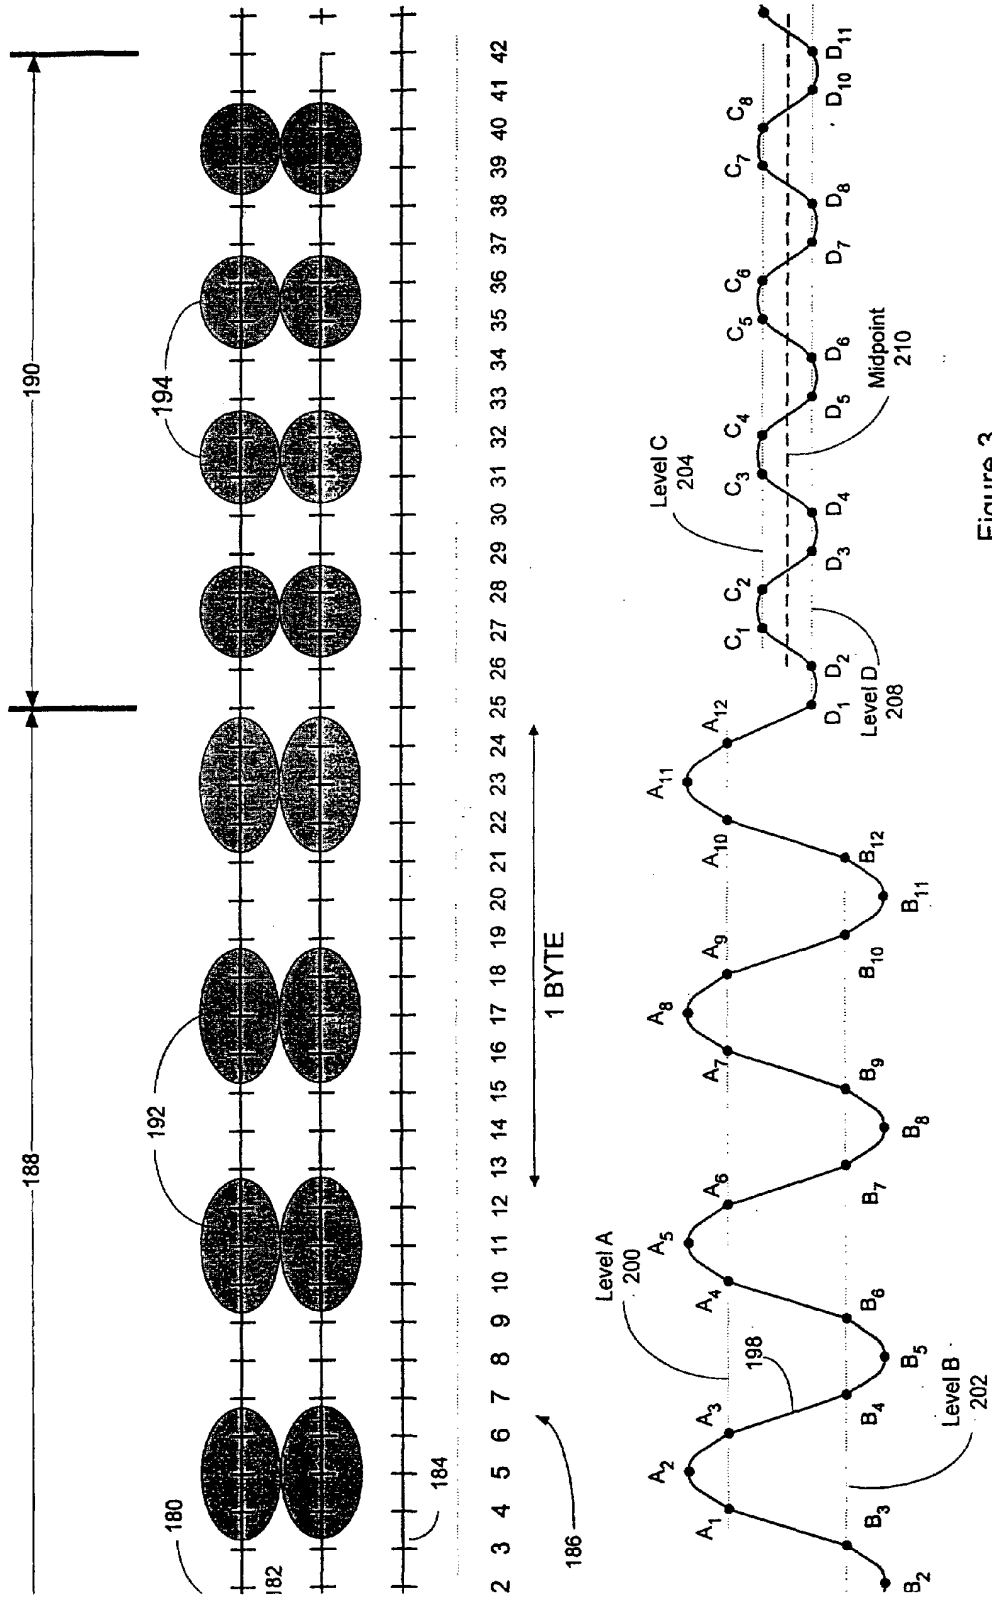 188
190
192
194
180
182
184
2 3 4 5 6 7 8 9 10 11 12 13 14 15 16 17 18 19 20 21 22 23 24 25 26 27 28 29 30 31 32 33 34 35 36 37 38 39 40 41 42
186
1 BYTE
Level A
200
Level C
204
A1 A2 A3 A4 A5 A6 A7 A8 A9 A10 A11 A12
C1 C2 C3 C4 C5 C6 C7 C8
198
B2 B3 B4 B5 B6 B7 B8 B9 B10 B11 B12
D1 D2 D3 D4 D5 D6 D7 D8 D10 D11
Level B
202
Level D
208
Midpoint
210
Figure 3